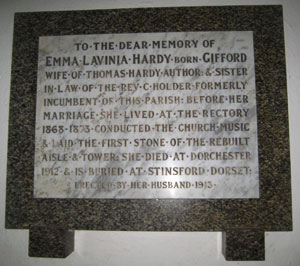 TO·THE·DEAR·MEMORY·OF
EMMA·LAVINIA·HARDY·BORN·GIFFORD
WIFE·OF·THOMAS·HARDY·AUTHOR·& SISTER
IN·LAW·OF·THE·REV·C·HOLDER·FORMERLY
INCUMBENT·OF·THIS·PARISH: BEFORE·HER
MARRIAGE·SHE·LIVED·AT·THE·RECTORY
1868-1873·CONDUCTED·THE·CHURCH·MUSIC
& LAID·THE·FIRST·STONE·OF·THE·REBUILT
AISLE·& TOWER: SHE·DIED·AT·DORCHESTER
1912·& IS·BURIED·AT·STINSFORD·DORSET:
ERECTED·BY·HER·HUSBAND·1913·